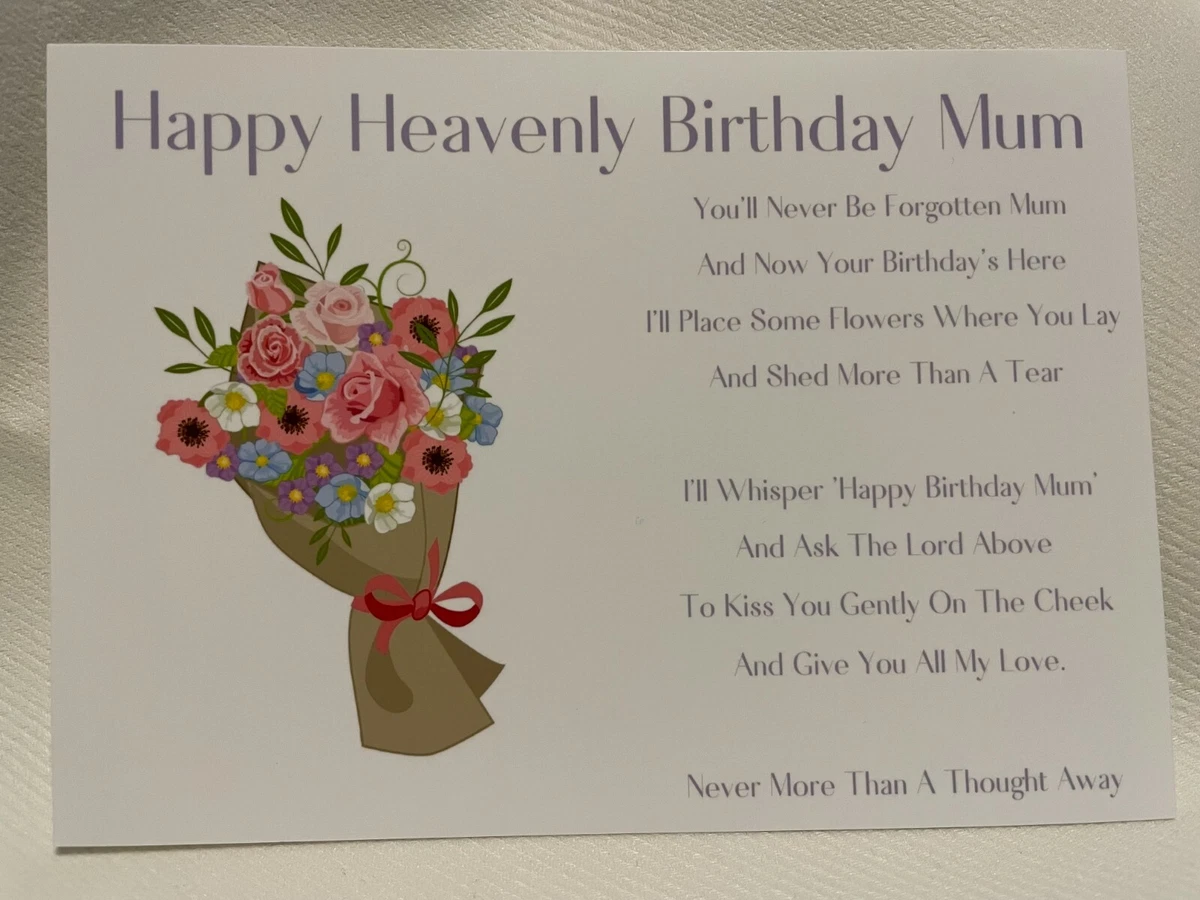 Happy Heavenly Birthday Mum
You'll Never Be Forgotten Mum
And Now Your Birthday's Here
I'll Place Some Flowers Where You Lay
And Shed More Than A Tear
I'll Whisper 'Happy Birthday Mum'
And Ask The Lord Above
To Kiss You Gently On The Cheek
And Give You All My Love.
Never More Than A Thought Away